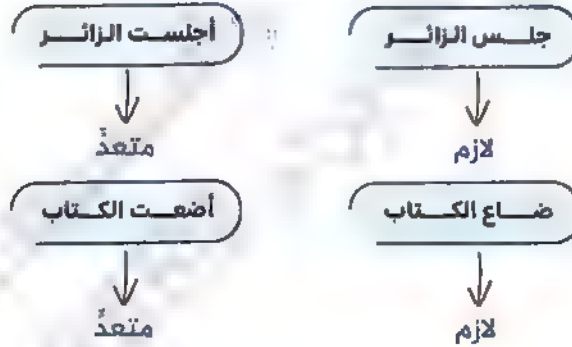 جلس الزائر
أجلست الزائر
لازم
متعدٍّ
ضاع الكتاب
أضعت الكتاب
لازم
متعدٍّ